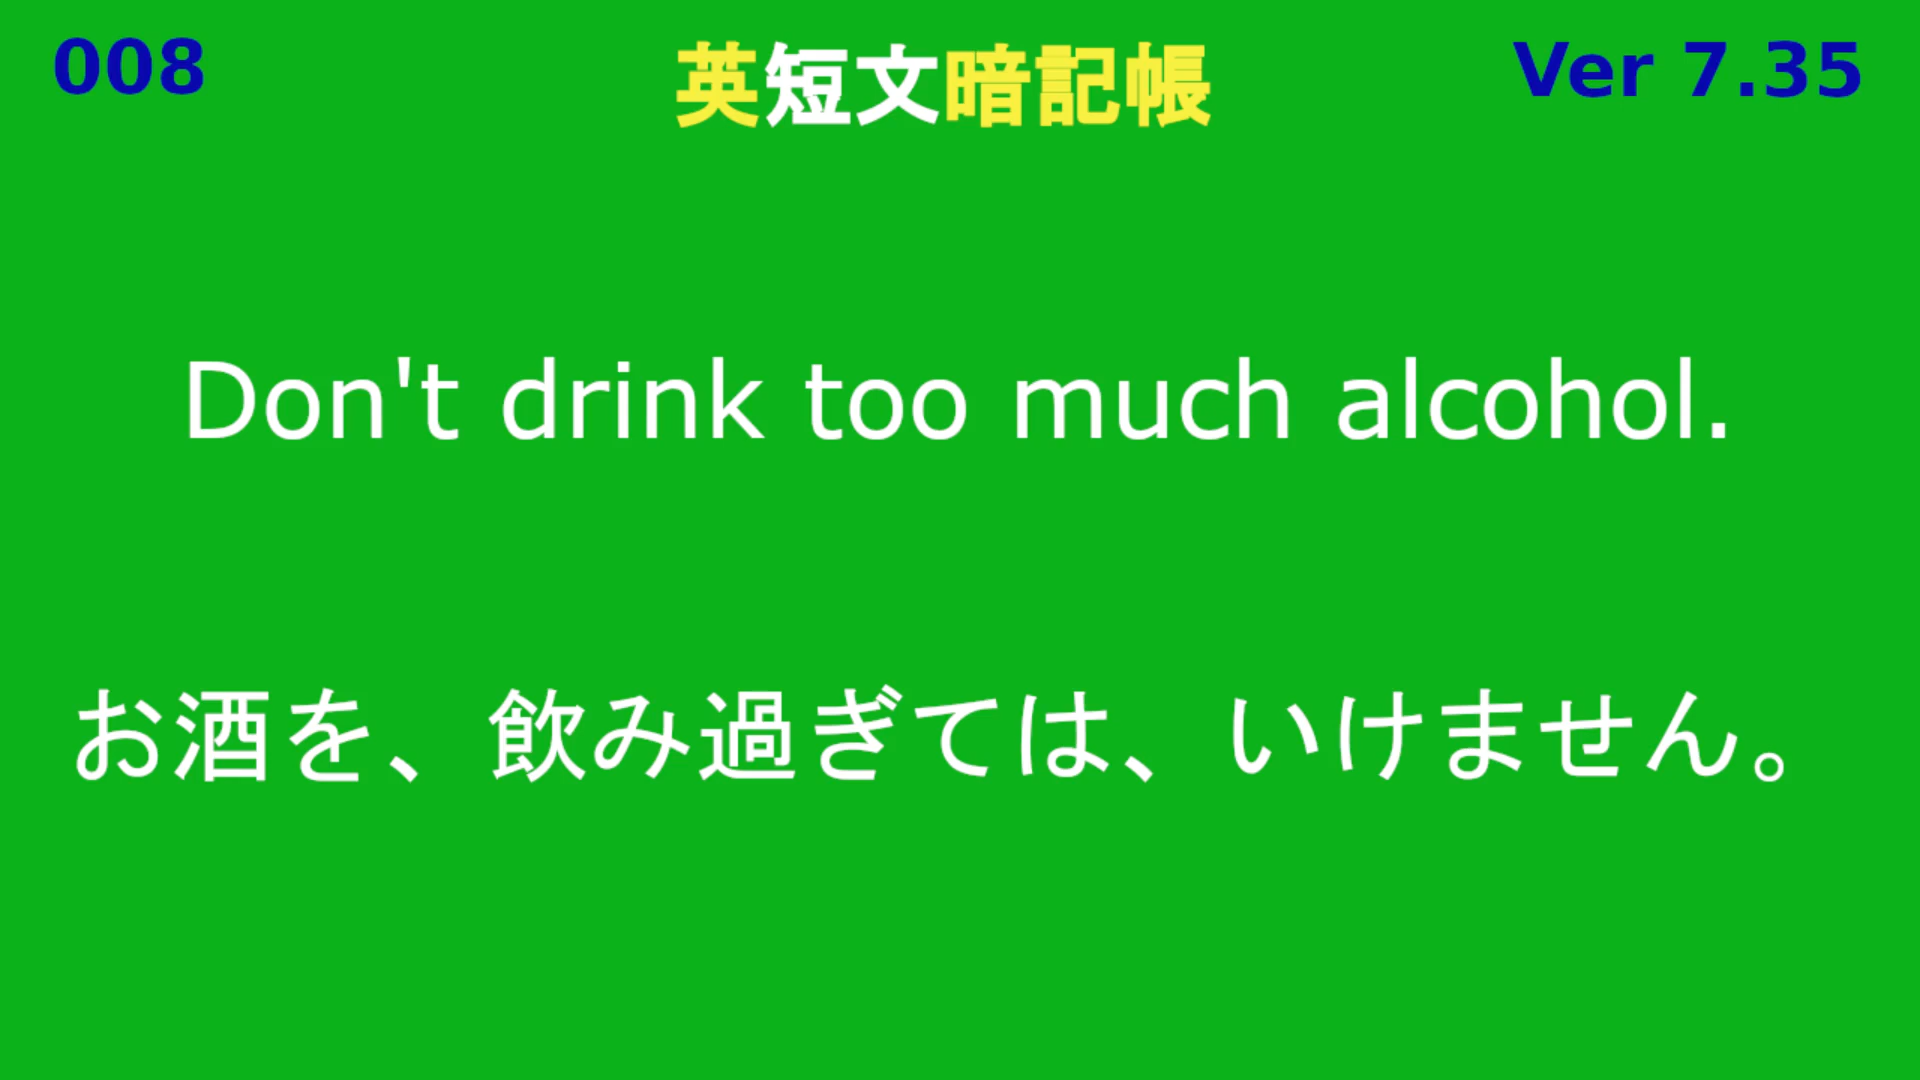 008
英短文暗記帳
Ver 7.35
Don't drink too much alcohol.
お酒を、飲み過ぎては、いけません。